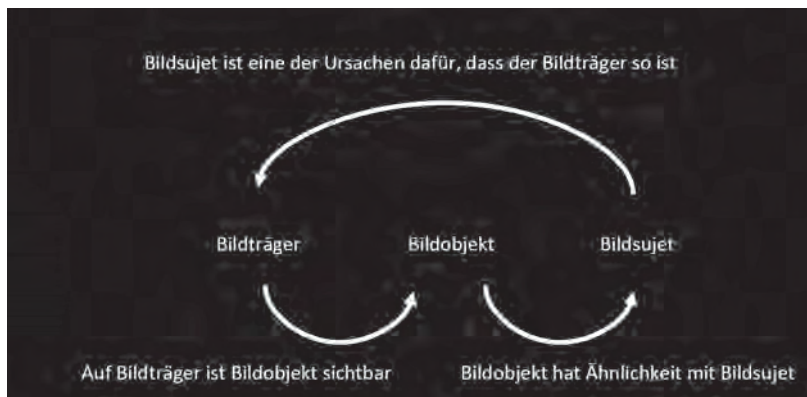 Bildsujet ist eine der Ursachen dafür, dass der Bildträger so ist
Bildträger
Bildobjekt
Bildsujet
Auf Bildträger ist Bildobjekt sichtbar
Bildobjekt hat Ähnlichkeit mit Bildsujet